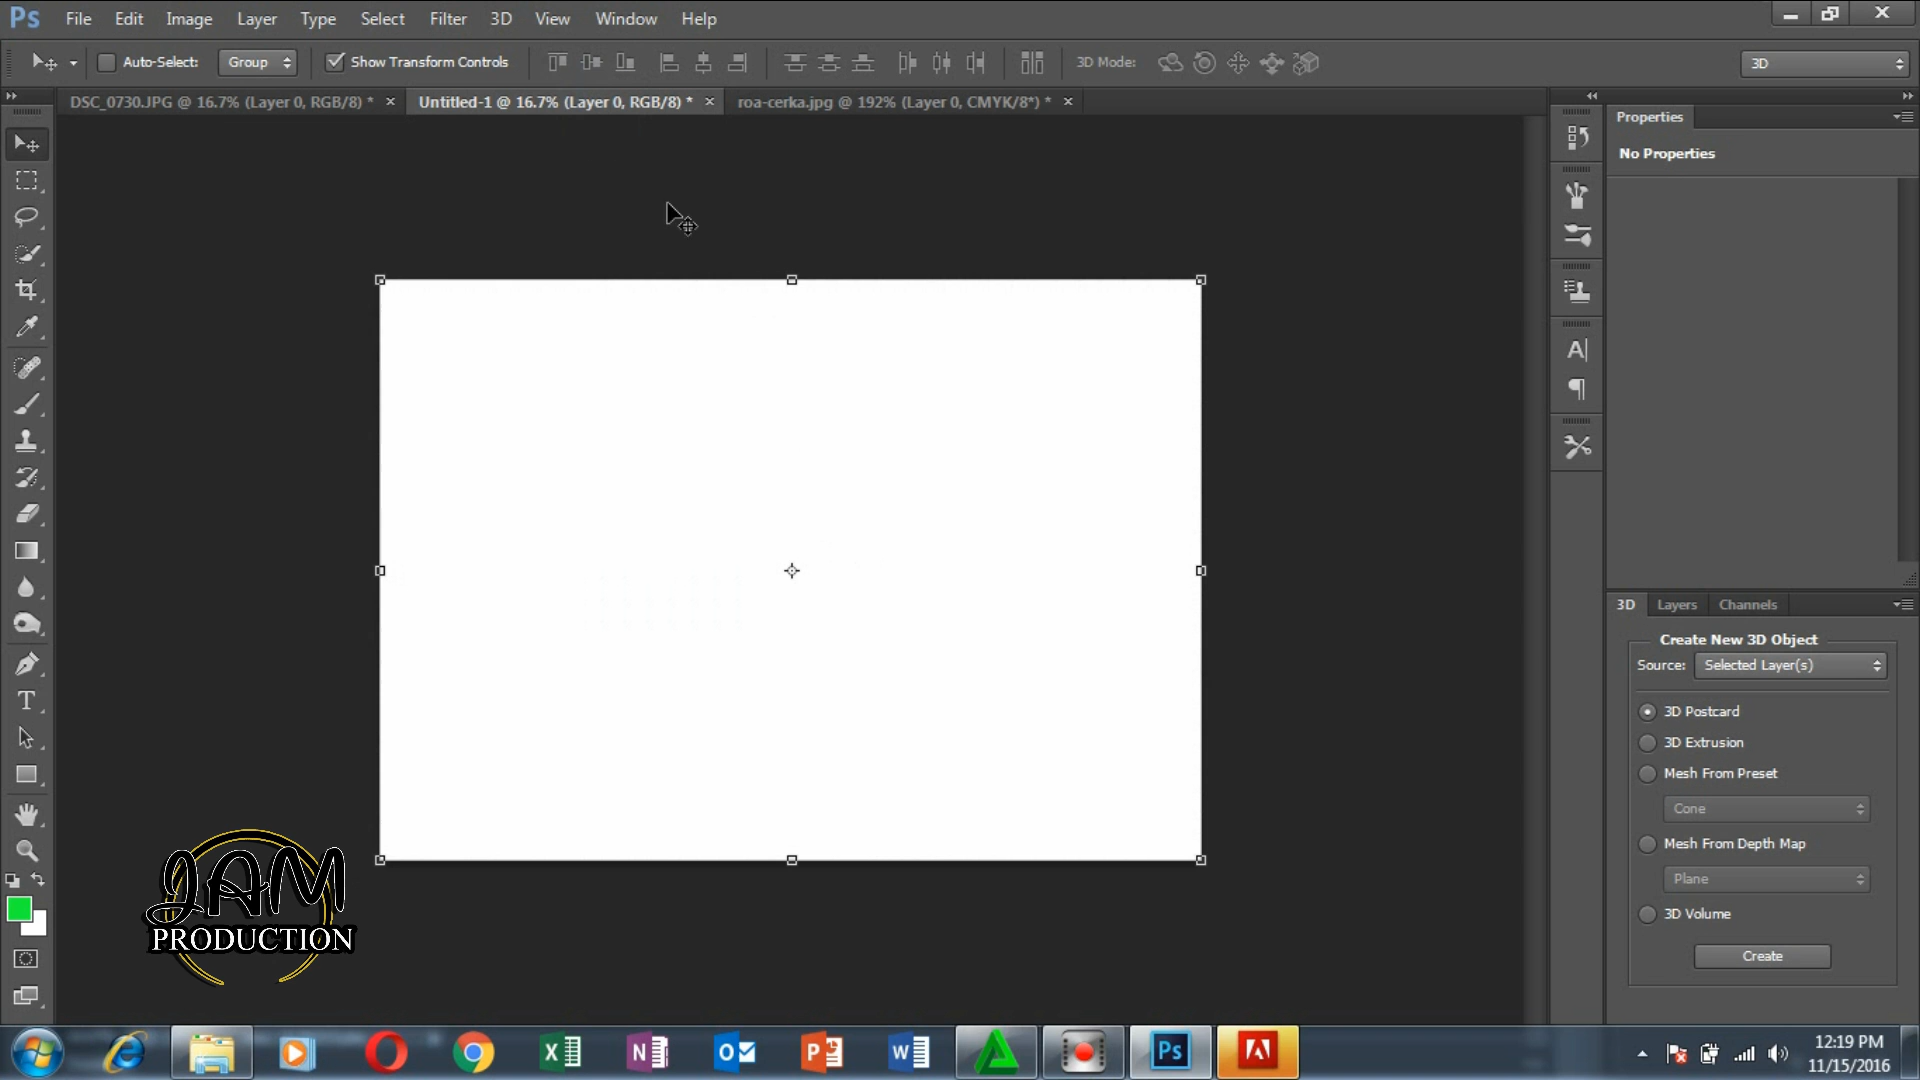 Ps File Edit Image Layer Type Select Filter 3D View Window Help
Auto-Select: Group Show Transform Controls 3D Mode: 3D
DSC_0730.JPG @ 16.7% (Layer 0, RGB/8) * × Untitled-1 @ 16.7% (Layer 0, RGB/8) * × roa-cerka.jpg @ 192% (Layer 0, CMYK/8*) * ×
Properties
No Properties
3D Layers Channels
Create New 3D Object
Source: Selected Layer(s)
3D Postcard
3D Extrusion
Mesh From Preset
Cone
Mesh From Depth Map
Plane
3D Volume
Create
JAM
PRODUCTION
12:19 PM
11/15/2016